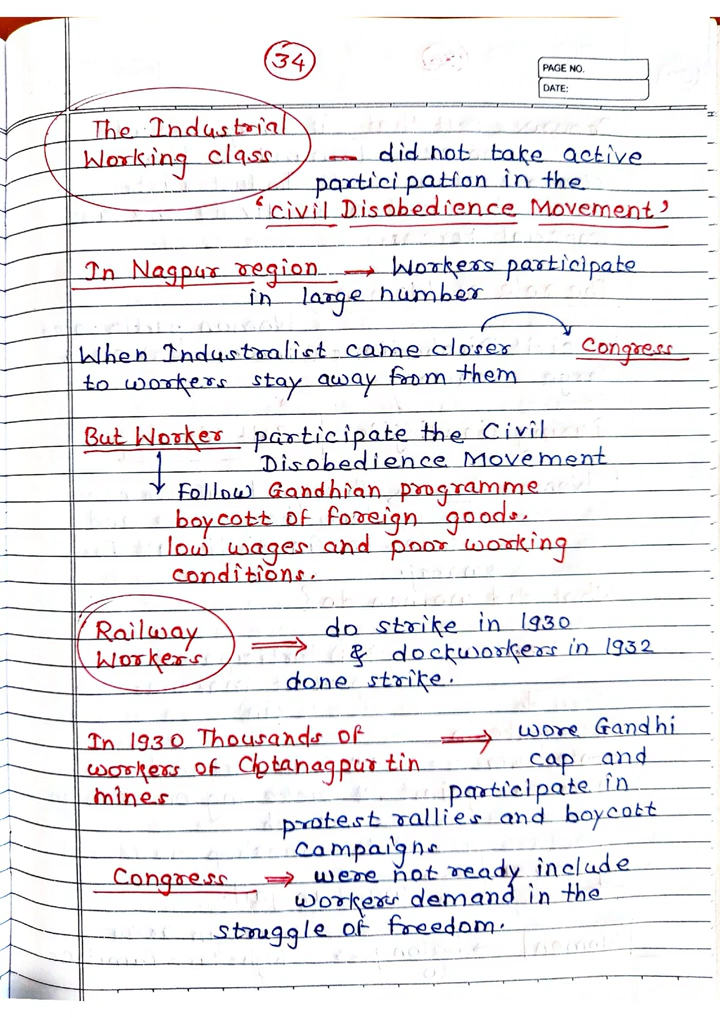 34
PAGE NO.
DATE:
The Industrial
Working class — did not take active
participation in the
'civil Disobedience Movement'
In Nagpur region → Workers participate
in large number
When Industralist came closer Congress
to workers stay away from them
But Worker participate the Civil
Disobedience Movement
Follow Gandhian programme
boycott of foreign goods.
low wages and poor working
conditions.
Railway
Workers ⇒ do strike in 1930
& dockworkers in 1932
done strike.
In 1930 Thousands of ⇒ wore Gandhi
workers of Chotanagpur tin cap and
mines participate in
protest rallies and boycott
campaigns
Congress ⇒ were not ready include
workers demand in the
struggle of freedom.